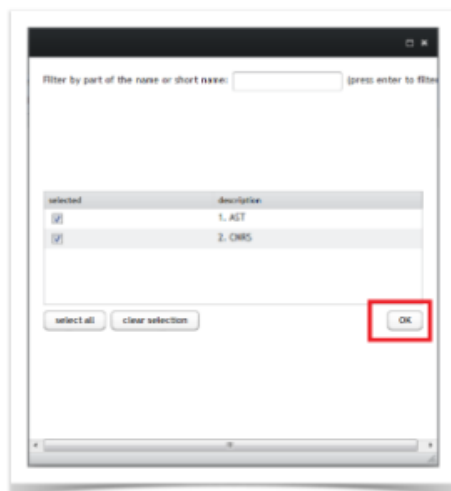 Filter by part of the name or short name: (press enter to filter
selected description
1. AST
2. CNRS
select all clear selection OK